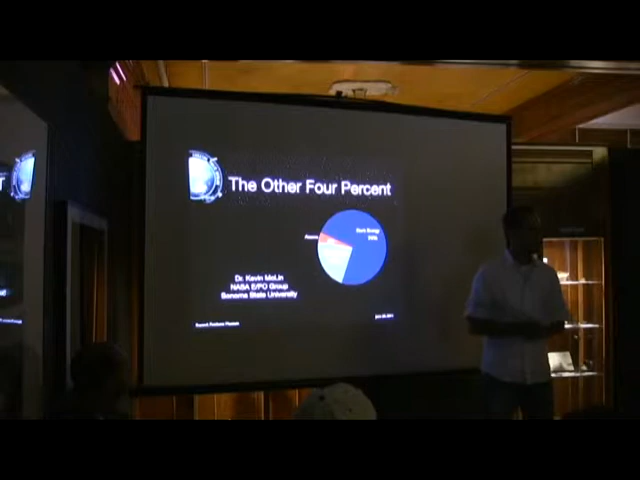 The Other Four Percent
Dark Energy
Atoms
Dr. Kevin McLin
NASA E/PO Group
Sonoma State University